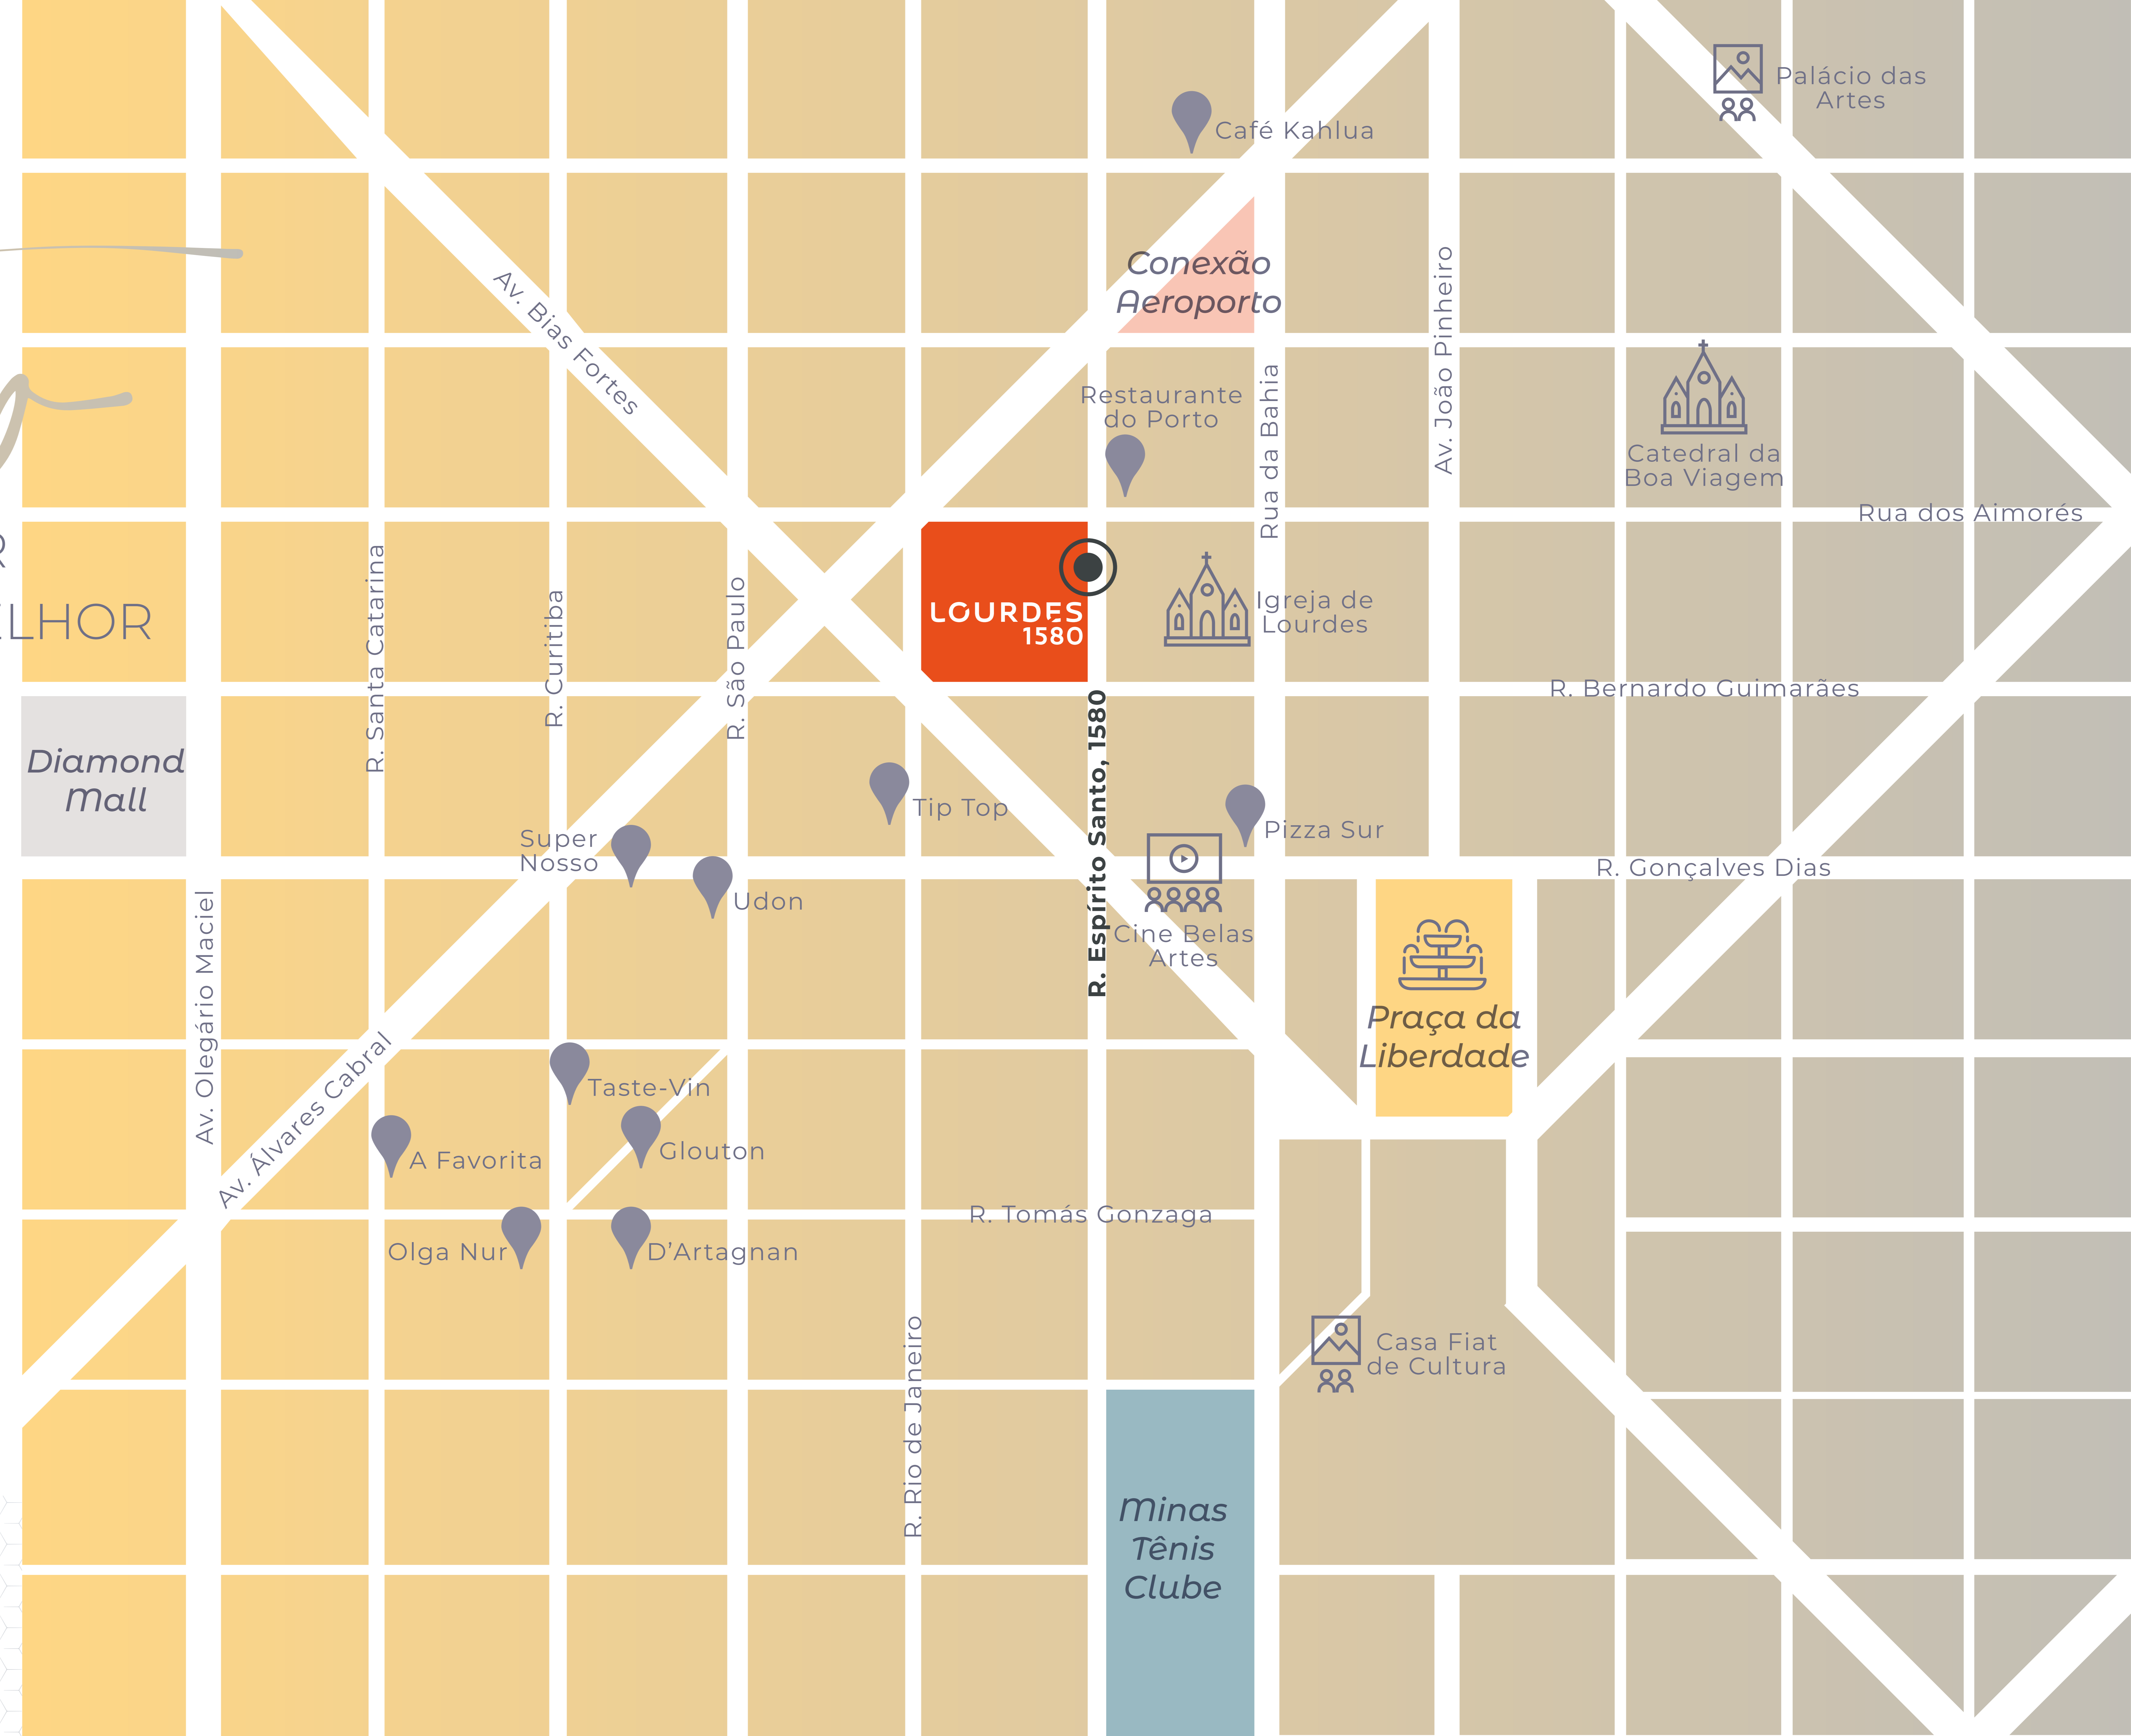 Palácio das
Artes
Café Kahlua
Conexão
Aeroporto
Av. João Pinheiro
Av. Bias Fortes
Restaurante
do Porto
Rua da Bahia
Catedral da
Boa Viagem
Rua dos Aimorés
LHOR
R. Santa Catarina
R. Curitiba
R. São Paulo
LOURDES
1580
Igreja de
Lourdes
R. Bernardo Guimarães
R. Espírito Santo, 1580
Diamond
Mall
Tip Top
Pizza Sur
Super
Nosso
Udon
R. Gonçalves Dias
Cine Belas
Artes
Av. Olegário Maciel
Praça da
Liberdade
Av. Álvares Cabral
Taste-Vin
Glouton
A Favorita
R. Tomás Gonzaga
Olga Nur
D’Artagnan
R. Rio de Janeiro
Casa Fiat
de Cultura
Minas
Tênis
Clube